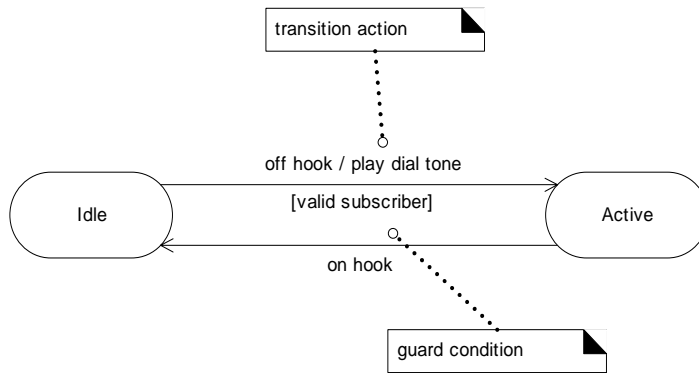 transition action
off hook / play dial tone
[valid subscriber]
Idle
Active
on hook
guard condition